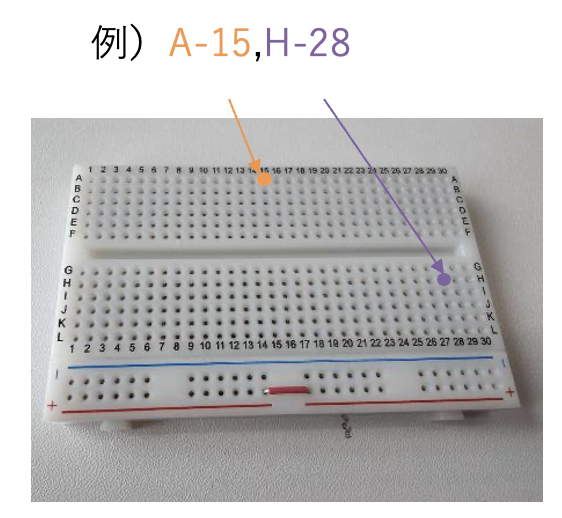 例）A-15,H-28
1 2 3 4 5 6 7 8 9 10 11 12 13 14 15 16 17 18 19 20 21 22 23 24 25 26 27 28 29 30
A A
B B
C C
D D
E E
F F
G G
H H
I I
J J
K K
L L
1 2 3 4 5 6 7 8 9 10 11 12 13 14 15 16 17 18 19 20 21 22 23 24 25 26 27 28 29 30
+ +